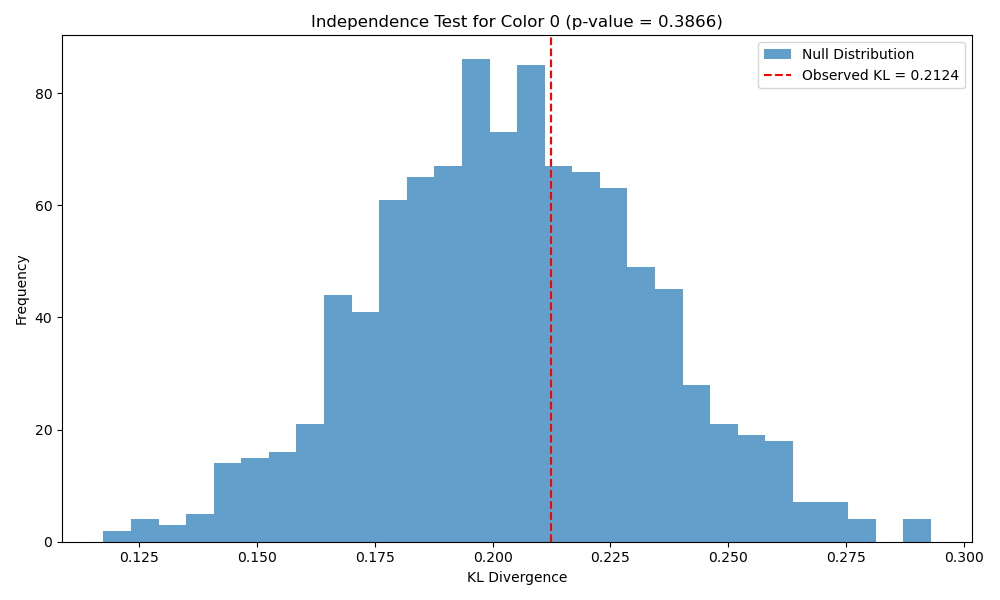 Independence Test for Color 0 (p-value = 0.3866)
Null Distribution
Observed KL = 0.2124
Frequency
80
60
40
20
0
0.125 0.150 0.175 0.200 0.225 0.250 0.275 0.300
KL Divergence